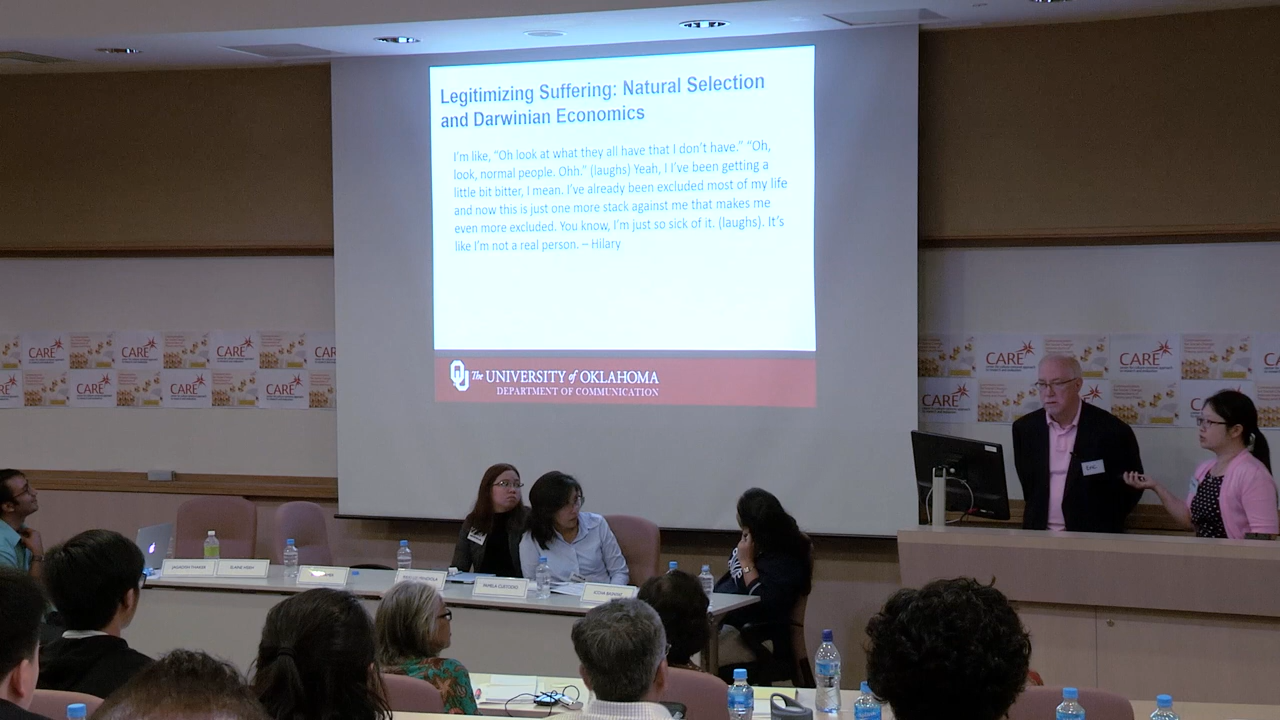 Legitimizing Suffering: Natural Selection
and Darwinian Economics
I'm like, "Oh look at what they all have that I don't have." "Oh,
look, normal people. Ohh." (laughs) Yeah, I I've been getting a
little bit bitter, I mean. I've already been excluded most of my life
and now this is just one more stack against me that makes me
even more excluded. You know, I'm just so sick of it. (laughs). It's
like I'm not a real person. – Hilary
The UNIVERSITY of OKLAHOMA
DEPARTMENT OF COMMUNICATION
CARE
CARE
CARE
CARE
CARE
CARE
CARE
CARE
CARE
CARE
ERIC
PAMELA CUSTODIO